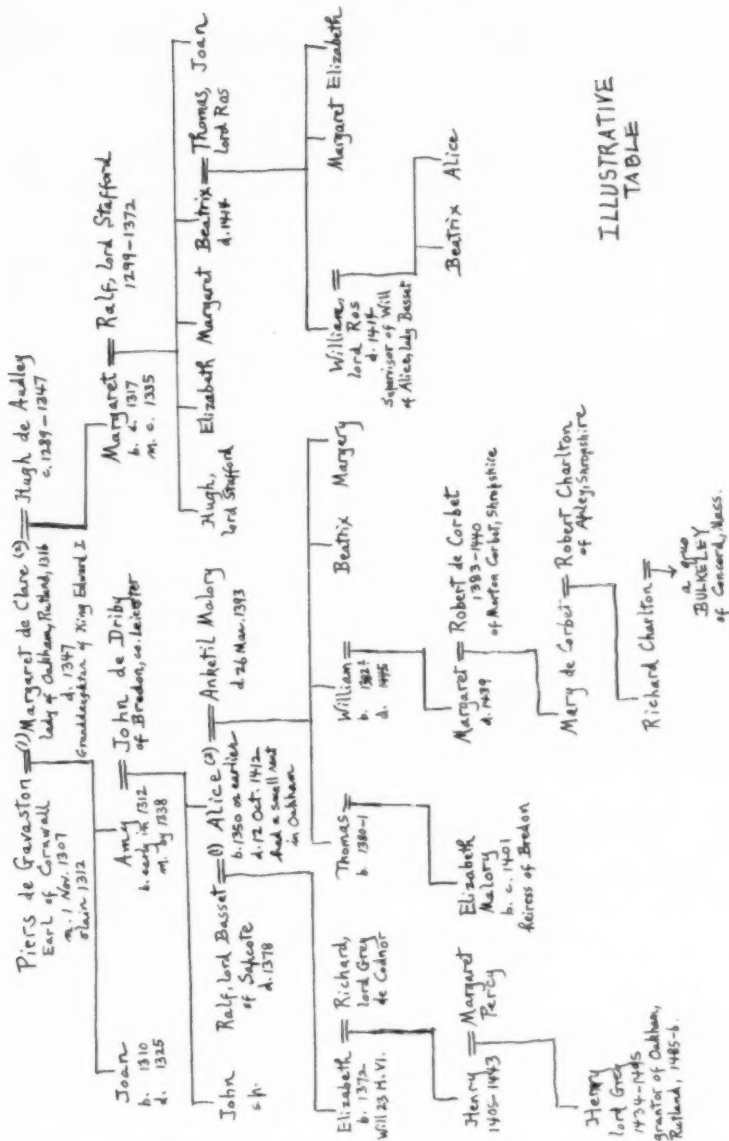 Piers de Gavaston
Earl of Cornwall
m. 1 Nov. 1307
slain 1312
(1) Margaret de Clare (2)
lady of Oakham, Rutland, 1316
d. 1347
Granddaughter of King Edward I
Hugh de Audley
c. 1289-1347
Joan
b. 1310
d. 1325
Amy
b. early in 1312
m. by 1338
John de Driby
of Bredon, co. Leicester
Margaret
b. c. 1317
m. c. 1335
Ralf, lord Stafford
1299-1372
John
Ralf, lord Basset
of Sapcote
d. 1378
(1) Alice (2)
b. 1350 or earlier
d. 12 Oct. 1412
had a small rent
in Oakham
Anketil Malory
d. 26 Mar. 1393
Hugh,
lord Stafford
Elizabeth
Margaret
Beatrix
d. 1414
Thomas,
lord Ros
Joan
Elizabeth
b. 1372
Will 23 H. VI.
Richard,
lord Grey
de Codnor
Thomas
b. 1380-1
William
b.
d.
Beatrix
Margery
William,
lord Ros
d. 1414
Supervisor of Will
of Alice, lady Basset
Margaret
Elizabeth
Henry
1405-1443
Margaret
Percy
Elizabeth
Malory
b. c. 1401
heiress of Bredon
Margaret
d. 1439
Robert de Corbet
1383-1440
of Morton Corbet, Shropshire
Beatrix
Alice
Henry
lord Grey
1434-1495
grantor of Oakham,
Rutland, 1485-6.
Mary de Corbet
Robert Charlton
of Apley, Shropshire
Richard Charlton
a quo
BULKELEY
of Concord, Mass.
ILLUSTRATIVE
TABLE